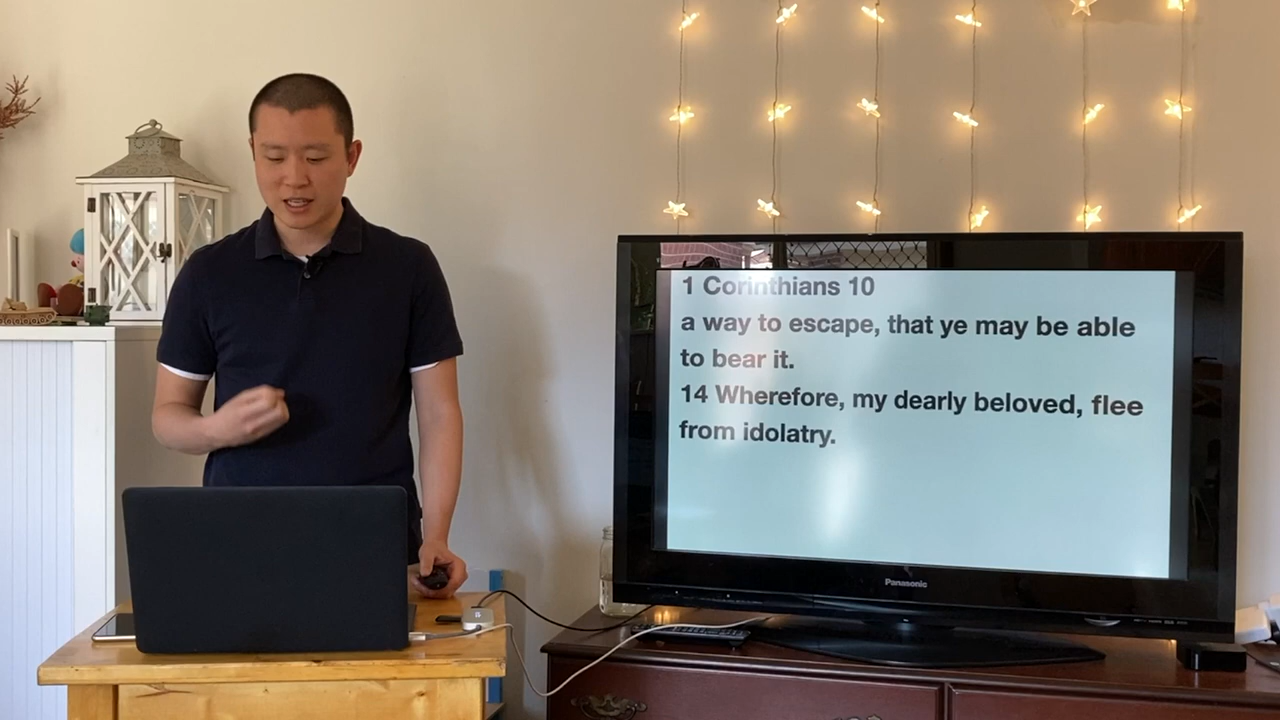 1 Corinthians 10
a way to escape, that ye may be able
to bear it.
14 Wherefore, my dearly beloved, flee
from idolatry.
Panasonic